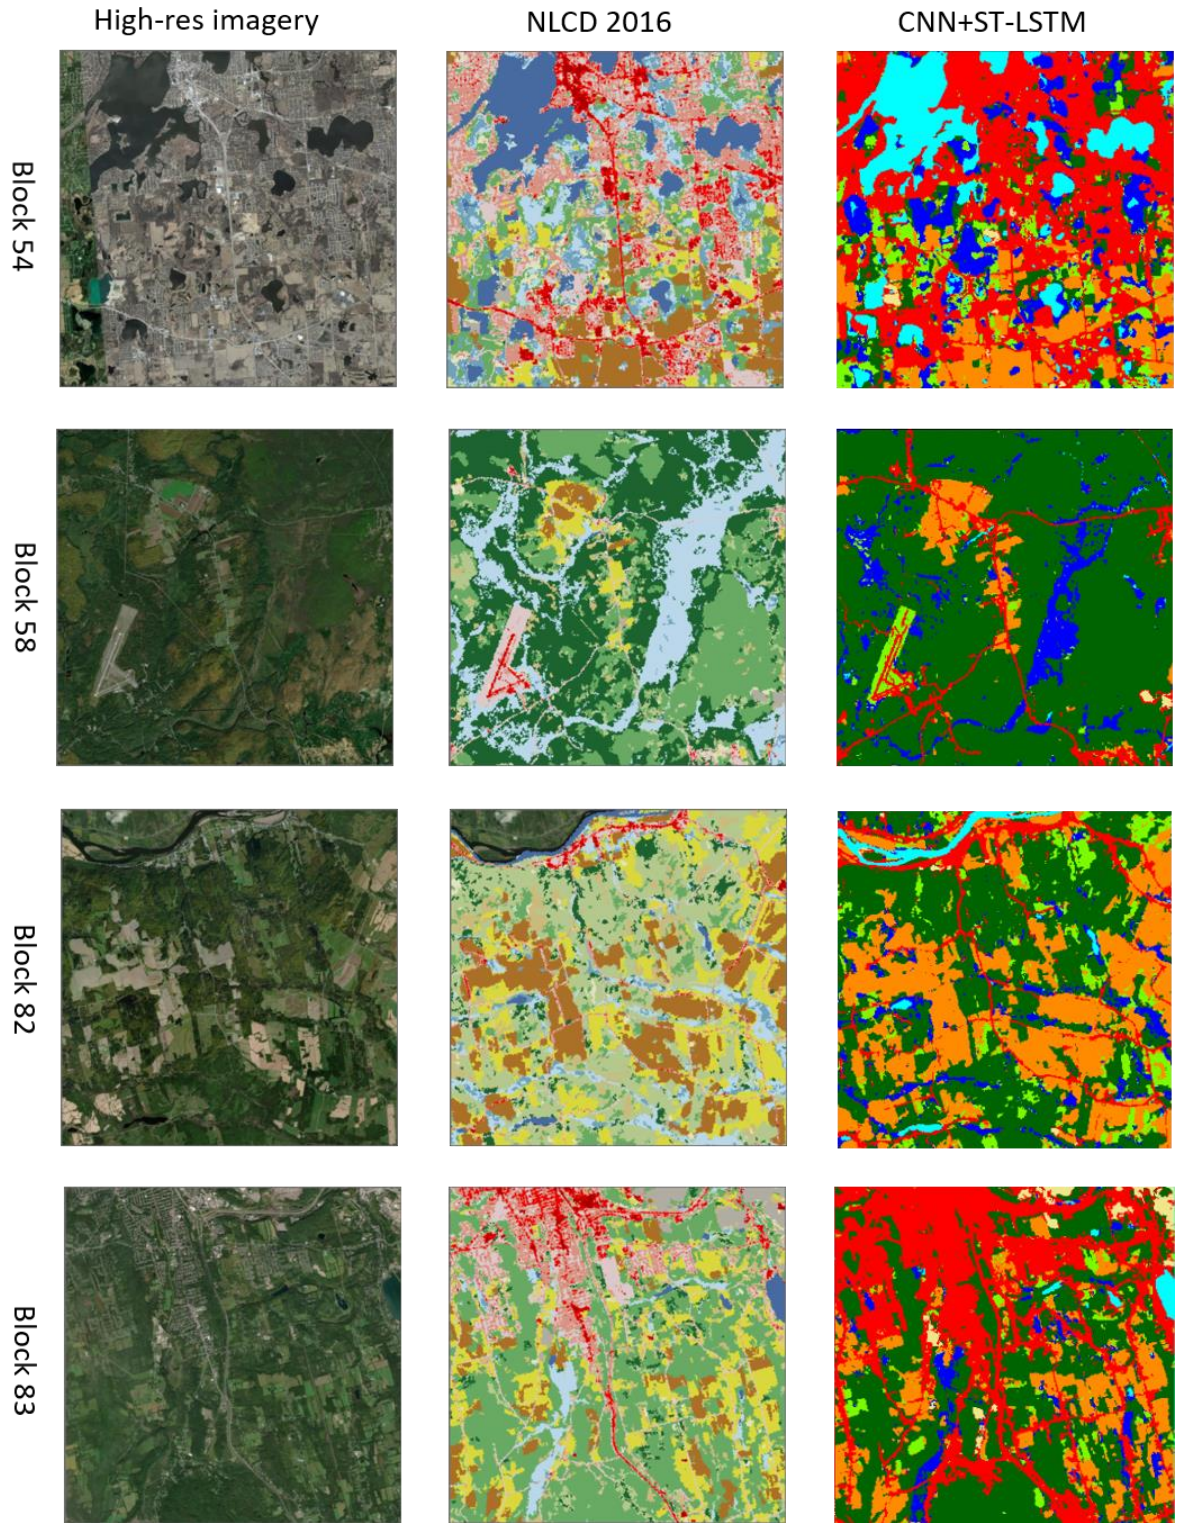 High-res imagery
NLCD 2016
CNN+ST-LSTM
Block 54
Block 58
Block 82
Block 83